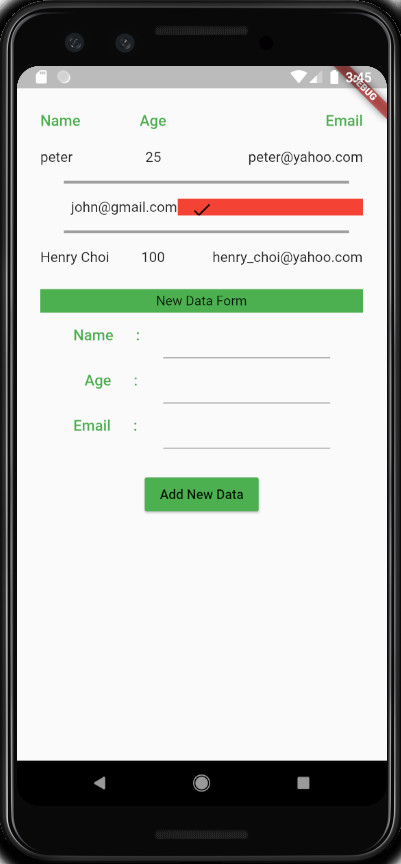 3:45
DEBUG
Name Age Email
peter 25 peter@yahoo.com
john@gmail.com
Henry Choi 100 henry_choi@yahoo.com
New Data Form
Name :
Age :
Email :
Add New Data